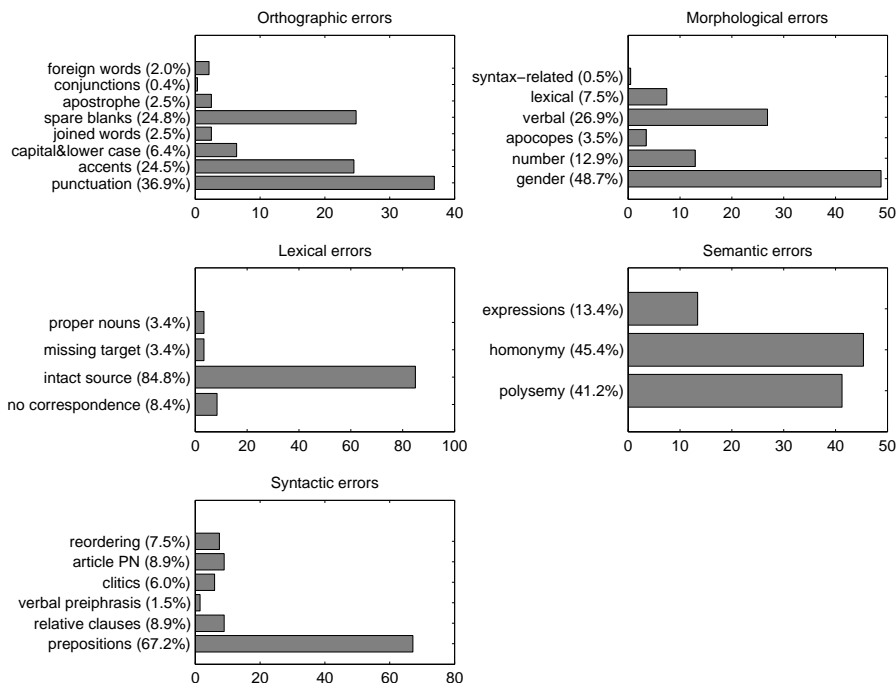 Orthographic errors
foreign words (2.0%)
conjunctions (0.4%)
apostrophe (2.5%)
spare blanks (24.8%)
joined words (2.5%)
capital&lower case (6.4%)
accents (24.5%)
punctuation (36.9%)
0 10 20 30 40
Morphological errors
syntax−related (0.5%)
lexical (7.5%)
verbal (26.9%)
apocopes (3.5%)
number (12.9%)
gender (48.7%)
0 10 20 30 40 50
Lexical errors
proper nouns (3.4%)
missing target (3.4%)
intact source (84.8%)
no correspondence (8.4%)
0 20 40 60 80 100
Semantic errors
expressions (13.4%)
homonymy (45.4%)
polysemy (41.2%)
0 10 20 30 40 50
Syntactic errors
reordering (7.5%)
article PN (8.9%)
clitics (6.0%)
verbal preiphrasis (1.5%)
relative clauses (8.9%)
prepositions (67.2%)
0 20 40 60 80